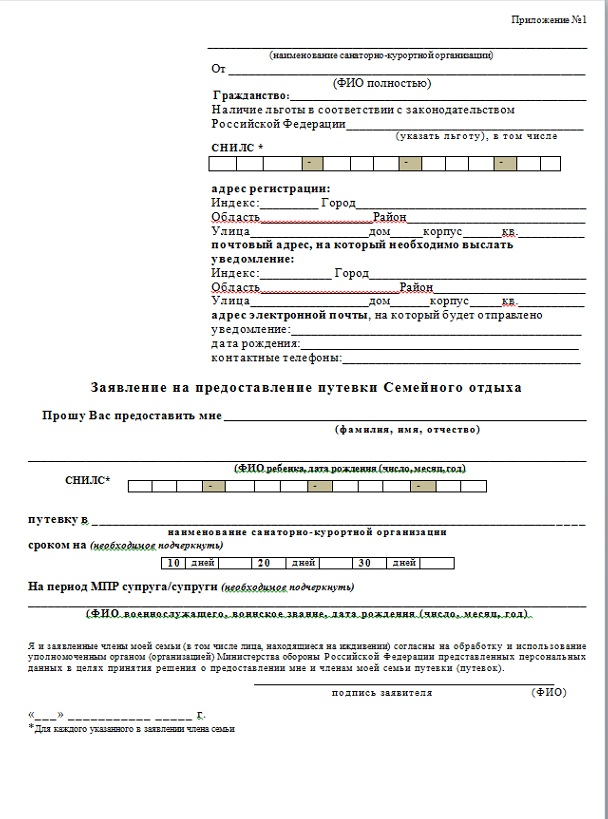 Приложение №1
(наименование санаторно-курортной организации)
От
(ФИО полностью)
Гражданство:
Наличие льготы в соответствии с законодательством
Российской Федерации
(указать льготу), в том числе
СНИЛС *
- - -
адрес регистрации:
Индекс:__________ Город
Область Район
Улица дом корпус кв.
почтовый адрес, на который необходимо выслать
уведомление:
Индекс:____________ Город
Область Район
Улица дом корпус кв.
адрес электронной почты, на который будет отправлено
уведомление:
дата рождения:
контактные телефоны:
Заявление на предоставление путевки Семейного отдыха
Прошу Вас предоставить мне
(фамилия, имя, отчество)
(ФИО ребенка, дата рождения (число, месяц, год)
СНИЛС*
- - -
путевку в
наименование санаторно-курортной организации
сроком на (необходимое подчеркнуть)
10 дней 20 дней 30 дней
На период МПР супруга/супруги (необходимое подчеркнуть)
(ФИО военнослужащего, воинское звание, дата рождения (число, месяц, год)
Я и заявленные члены моей семьи (в том числе лица, находящиеся на иждивении) согласны на обработку и использование
уполномоченным органом (организацией) Министерства обороны Российской Федерации представленных персональных
данных в целях принятия решения о предоставлении мне и членам моей семьи путевки (путевок).
подпись заявителя (ФИО)
«___» ___________ _____ г.
*Для каждого указанного в заявлении члена семьи